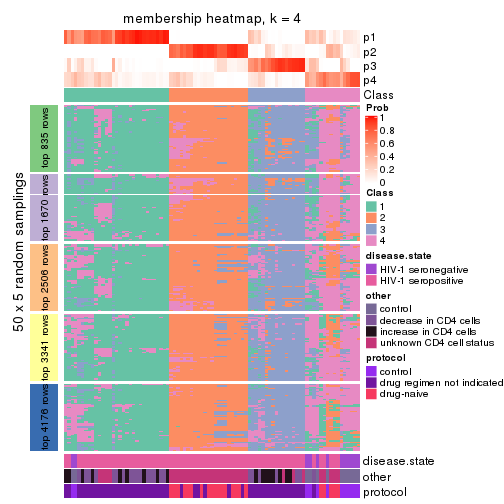 membership heatmap, k = 4
p1
p2
p3
p4
Class
Prob
1
0.8
0.6
0.4
0.2
0
Class
1
2
3
4
disease.state
HIV-1 seronegative
HIV-1 seropositive
other
control
decrease in CD4 cells
increase in CD4 cells
unknown CD4 cell status
protocol
control
drug regimen not indicated
drug-naive
50 x 5 random samplings
top 835 rows
top 1670 rows
top 2506 rows
top 3341 rows
top 4176 rows
disease.state
other
protocol